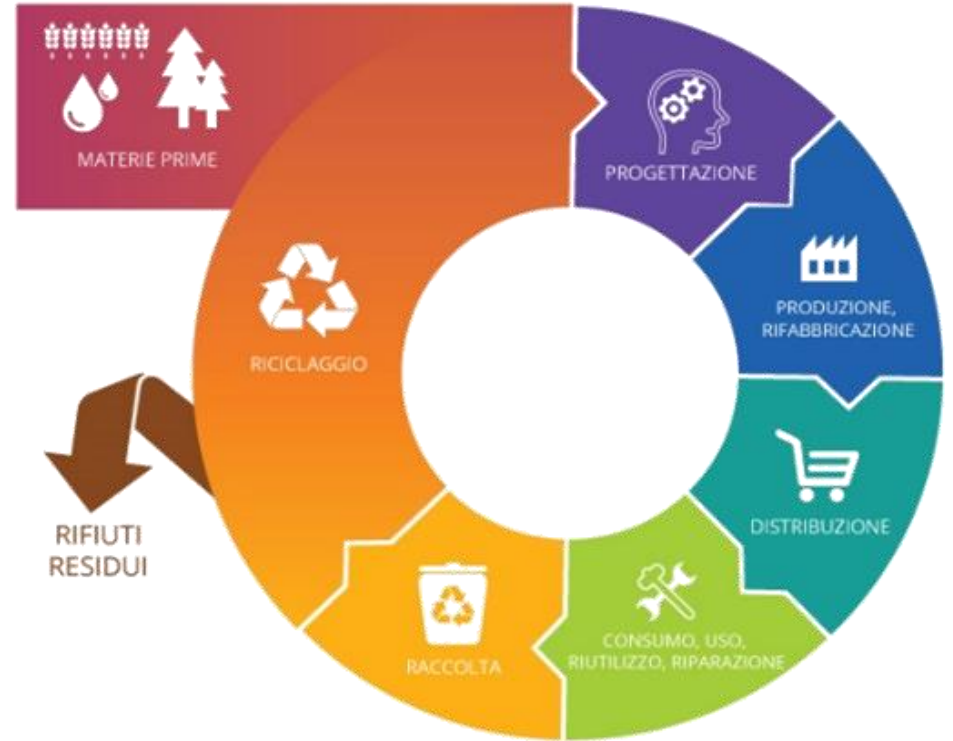 MATERIE PRIME
PROGETTAZIONE
PRODUZIONE,
RIFABBRICAZIONE
DISTRIBUZIONE
CONSUMO, USO,
RIUTILIZZO, RIPARAZIONE
RACCOLTA
RICICLAGGIO
RIFIUTI
RESIDUI